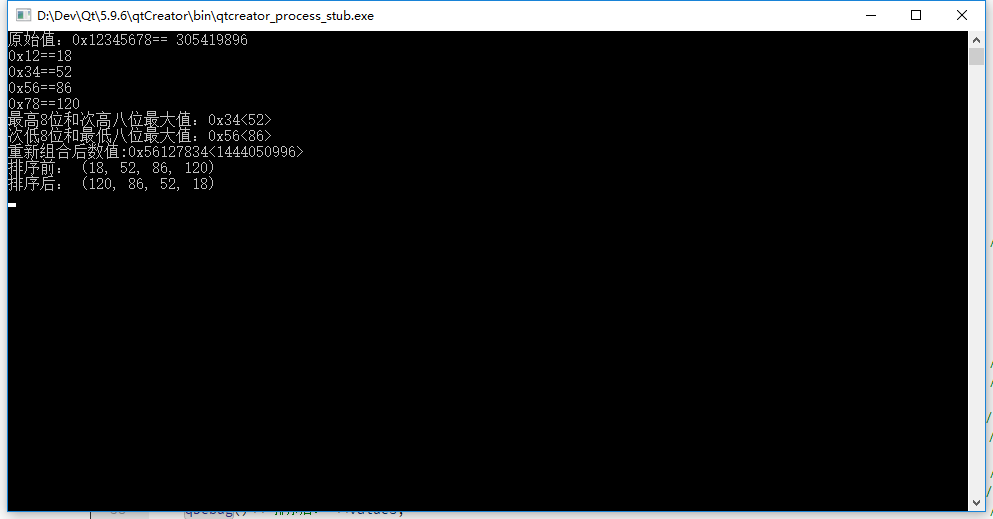 D:\Dev\Qt\5.9.6\qtCreator\bin\qtcreator_process_stub.exe
原始值：0x12345678== 305419896
0x12==18
0x34==52
0x56==86
0x78==120
最高8位和次高八位最大值：0x34<52>
次低8位和最低八位最大值：0x56<86>
重新组合后数值:0x56127834<1444050996>
排序前： (18, 52, 86, 120)
排序后： (120, 86, 52, 18)